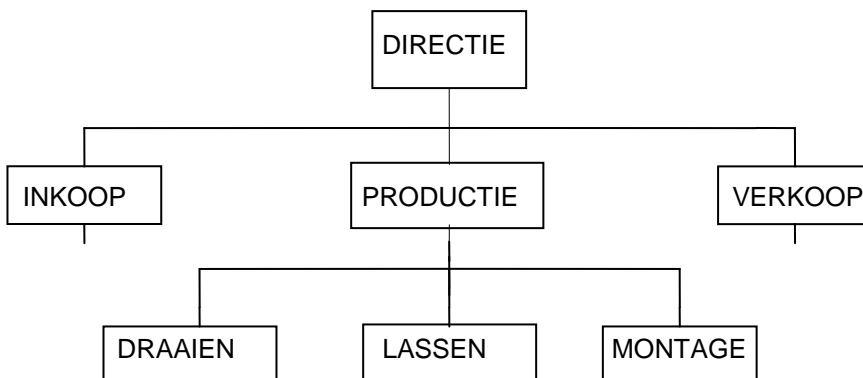 DIRECTIE
INKOOP
PRODUCTIE
VERKOOP
DRAAIEN
LASSEN
MONTAGE